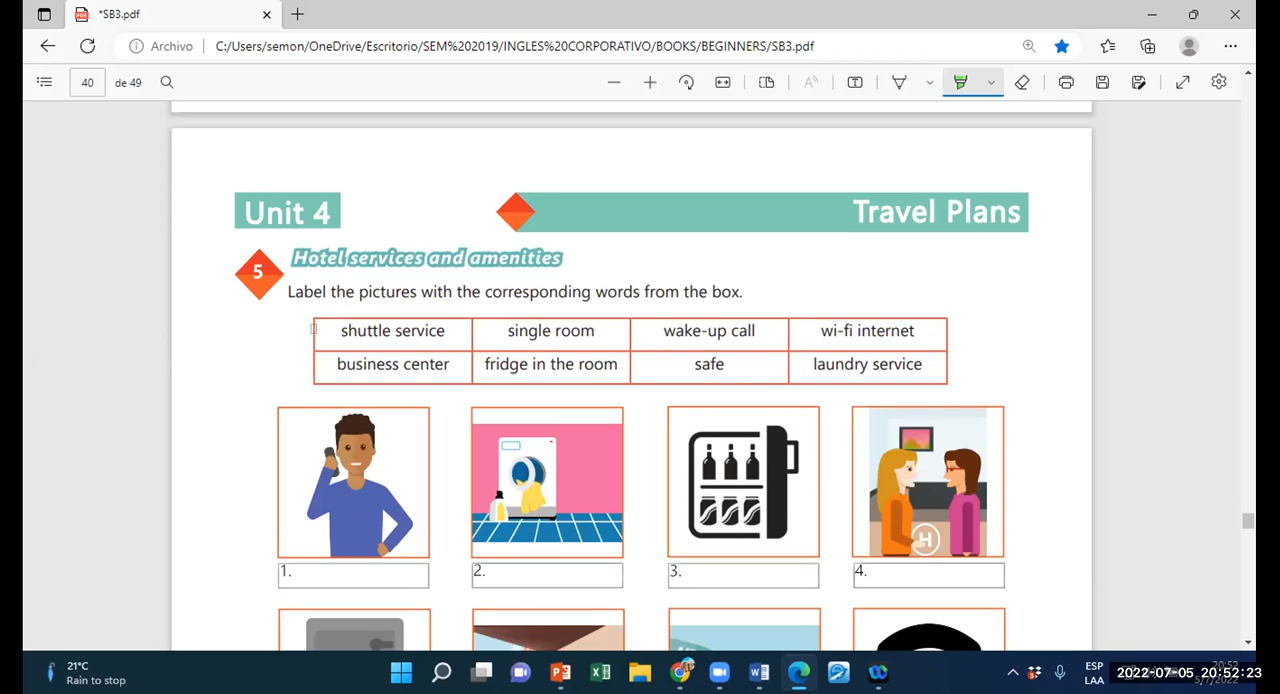 *SB3.pdf
Archivo
C:/Users/semon/OneDrive/Escritorio/SEM%202019/INGLES%20CORPORATIVO/BOOKS/BEGINNERS/SB3.pdf
40 de 49
Unit 4
Travel Plans
5
Hotel services and amenities
Label the pictures with the corresponding words from the box.
shuttle service single room wake-up call wi-fi internet
business center fridge in the room safe laundry service
H
1. 2. 3. 4.
21°C
Rain to stop
ESP
LAA
2022-07-05 20:52:23